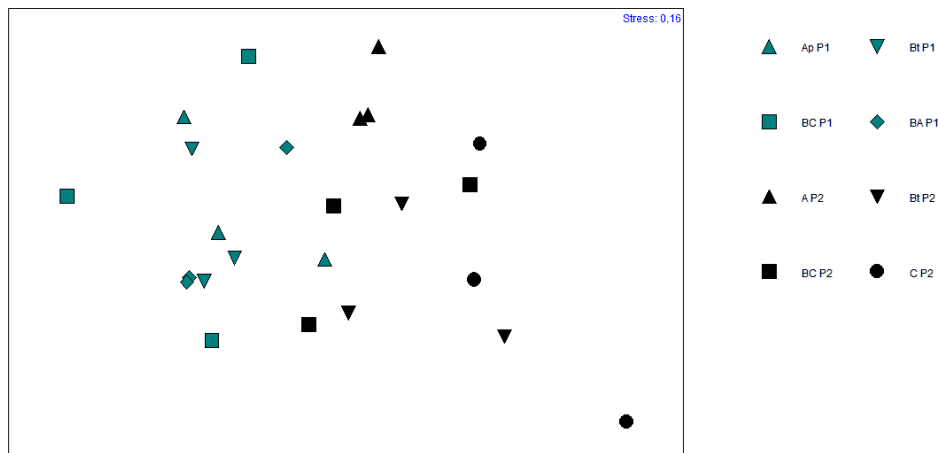 Stress: 0,16
Ap P1
Bt P1
BC P1
BA P1
A P2
Bt P2
BC P2
C P2